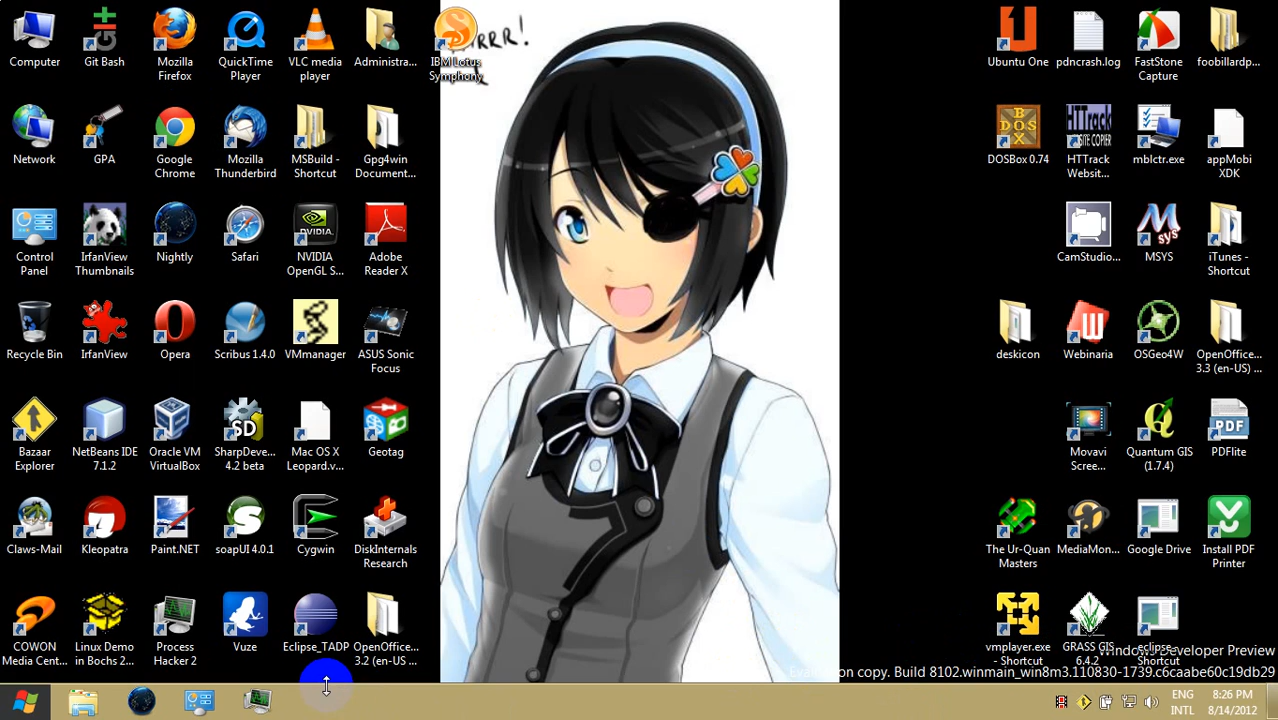 Computer
Git Bash
Mozilla
Firefox
QuickTime
Player
VLC media
player
Administra...
IBM Lotus
Symphony
RRR!
Ubuntu One
pdncrash.log
FastStone
Capture
foobillardp...
Network
GPA
Google
Chrome
Mozilla
Thunderbird
MSBuild -
Shortcut
Gpg4win
Document...
DOSBox 0.74
HTTrack
Websit...
mblctr.exe
appMobi
XDK
Control
Panel
IrfanView
Thumbnails
Nightly
Safari
NVIDIA
OpenGL S...
Adobe
Reader X
CamStudio...
MSYS
iTunes -
Shortcut
Recycle Bin
IrfanView
Opera
Scribus 1.4.0
VMmanager
ASUS Sonic
Focus
deskicon
Webinaria
OSGeo4W
OpenOffice...
3.3 (en-US) ...
Bazaar
Explorer
NetBeans IDE
7.1.2
Oracle VM
VirtualBox
SharpDeve...
4.2 beta
Mac OS X
Leopard.v...
Geotag
Movavi
Scree...
Quantum GIS
(1.7.4)
PDFlite
Claws-Mail
Kleopatra
Paint.NET
soapUI 4.0.1
Cygwin
DiskInternals
Research
The Ur-Quan
Masters
MediaMon...
Google Drive
Install PDF
Printer
COWON
Media Cent...
Linux Demo
in Bochs 2...
Process
Hacker 2
Vuze
Eclipse_TADP
OpenOffice...
3.2 (en-US ...
vmplayer.exe
- Shortcut
GRASS GIS
6.4.2
eclipse -
Shortcut
Windows Developer Preview
Evaluation copy. Build 8102.winmain_win8m3.110830-1739.c6caabe60c19db29
ENG
INTL
8:26 PM
8/14/2012